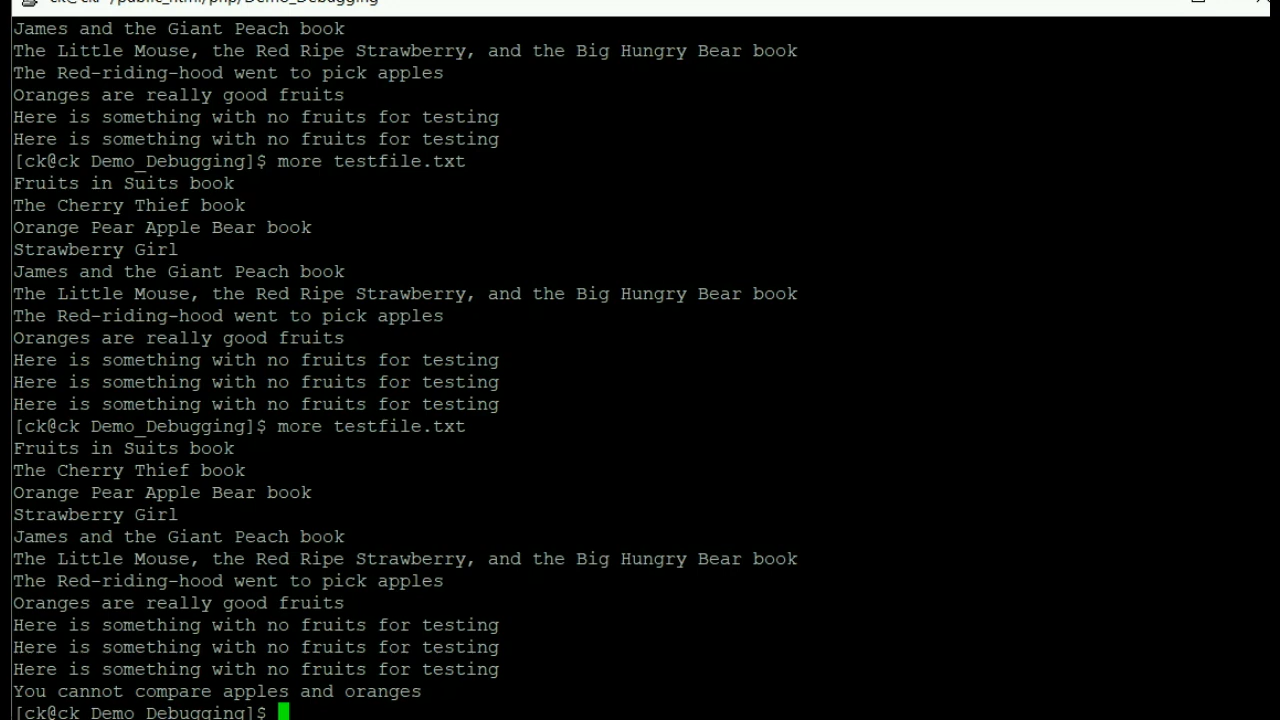 ck@ck:~/public_html/php/Demo_Debugging
James and the Giant Peach book
The Little Mouse, the Red Ripe Strawberry, and the Big Hungry Bear book
The Red-riding-hood went to pick apples
Oranges are really good fruits
Here is something with no fruits for testing
Here is something with no fruits for testing
[ck@ck Demo_Debugging]$ more testfile.txt
Fruits in Suits book
The Cherry Thief book
Orange Pear Apple Bear book
Strawberry Girl
James and the Giant Peach book
The Little Mouse, the Red Ripe Strawberry, and the Big Hungry Bear book
The Red-riding-hood went to pick apples
Oranges are really good fruits
Here is something with no fruits for testing
Here is something with no fruits for testing
Here is something with no fruits for testing
[ck@ck Demo_Debugging]$ more testfile.txt
Fruits in Suits book
The Cherry Thief book
Orange Pear Apple Bear book
Strawberry Girl
James and the Giant Peach book
The Little Mouse, the Red Ripe Strawberry, and the Big Hungry Bear book
The Red-riding-hood went to pick apples
Oranges are really good fruits
Here is something with no fruits for testing
Here is something with no fruits for testing
Here is something with no fruits for testing
You cannot compare apples and oranges
[ck@ck Demo_Debugging]$